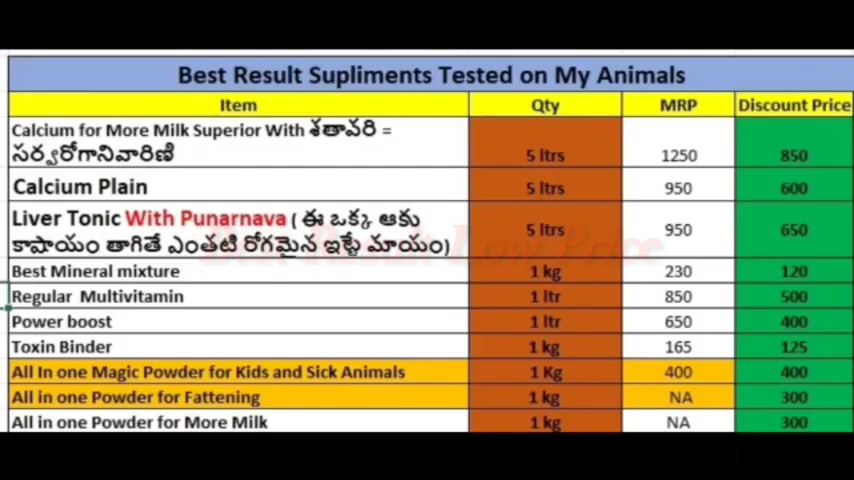 Best Result Supliments Tested on My Animals
Item Qty MRP Discount Price
Calcium for More Milk Superior With శతావరి =
సర్వరోగానివారిణి 5 ltrs 1250 850
Calcium Plain 5 ltrs 950 600
Liver Tonic With Punarnava ( ఈ ఒక్క ఆకు
కాషాయం తాగితే ఎంతటి రోగమైన ఇట్టే మాయం) 5 ltrs 950 650
Best Result Low Price
Best Mineral mixture 1 kg 230 120
Regular Multivitamin 1 ltr 850 500
Power boost 1 ltr 650 400
Toxin Binder 1 kg 165 125
All In one Magic Powder for Kids and Sick Animals 1 Kg 400 400
All in one Powder for Fattening 1 kg NA 300
All in one Powder for More Milk 1 kg NA 300